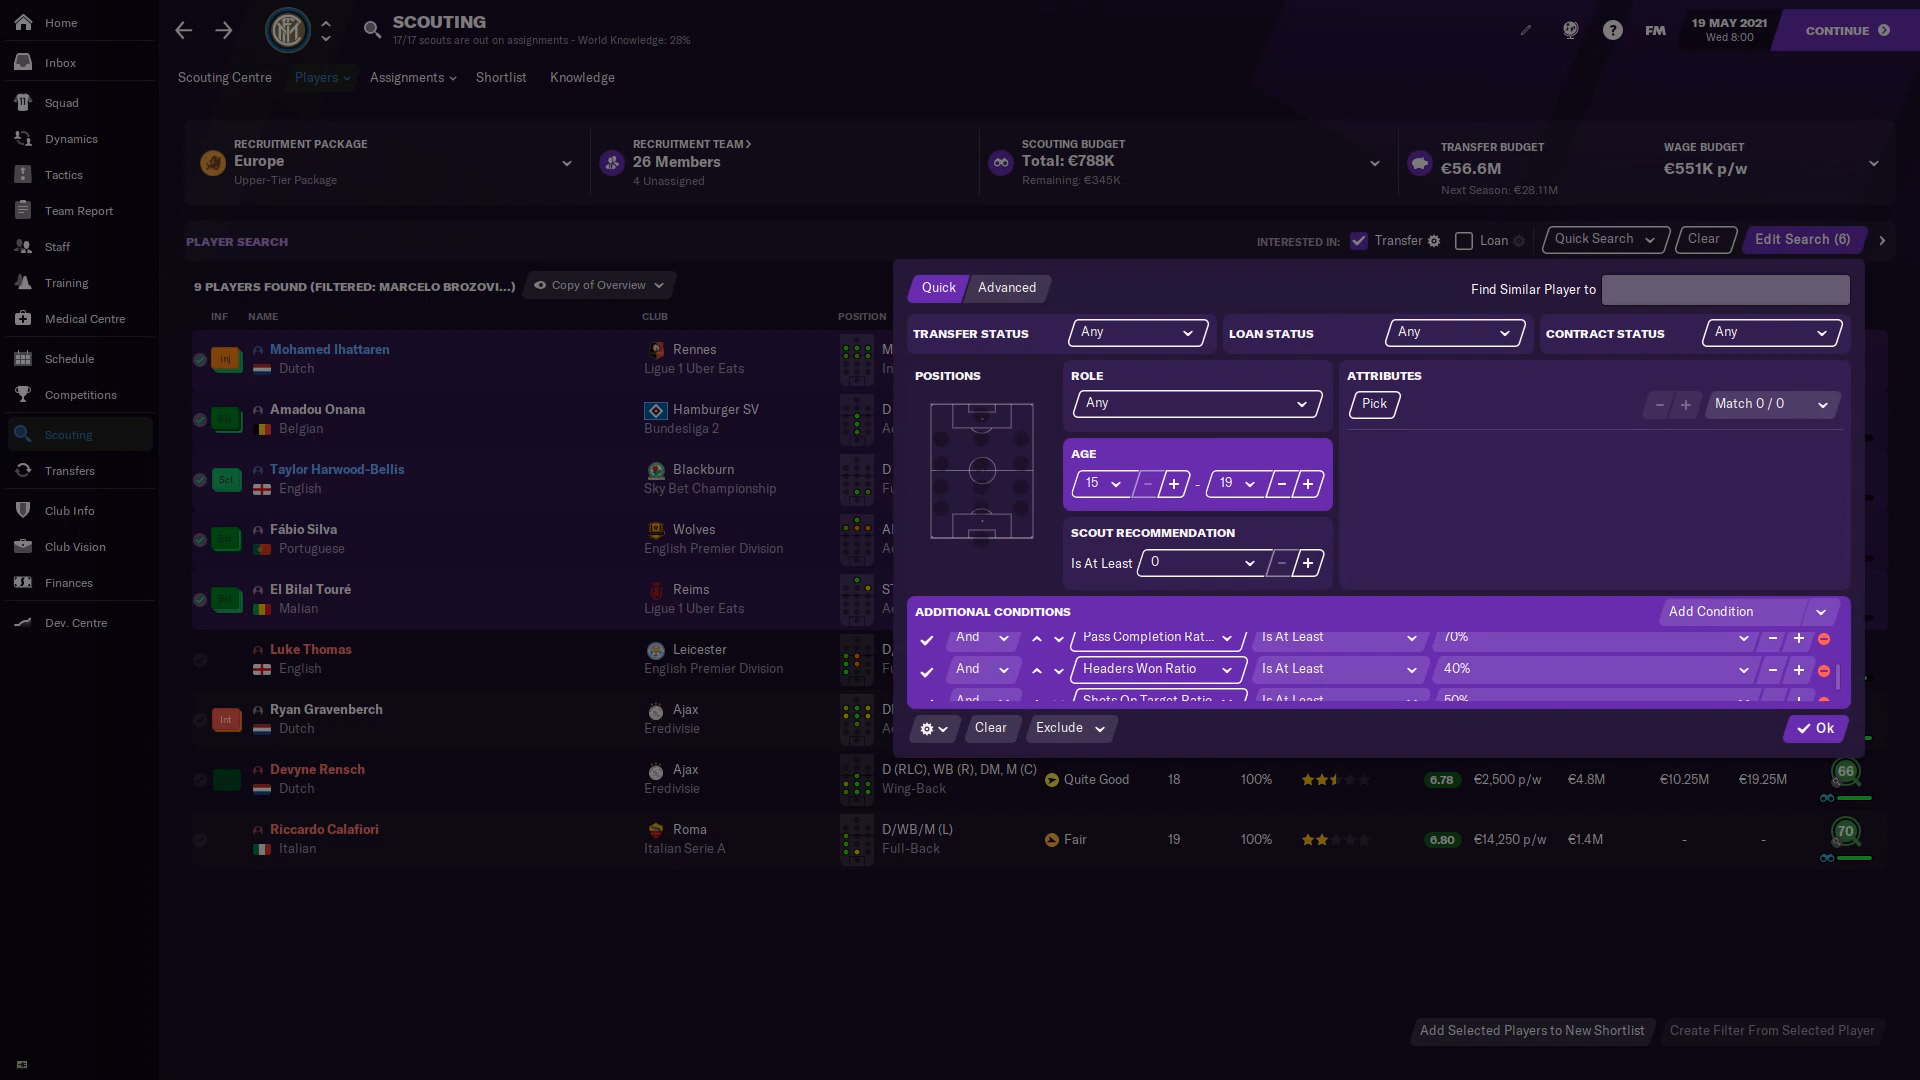 Home
Inbox
Squad
Dynamics
Tactics
Team Report
Staff
Training
Medical Centre
Schedule
Competitions
Scouting
Transfers
Club Info
Club Vision
Finances
Dev. Centre
SCOUTING
17/17 scouts are out on assignments - World Knowledge: 28%
FM
19 MAY 2021
Wed 8:00
CONTINUE
Scouting Centre
Players
Assignments
Shortlist
Knowledge
RECRUITMENT PACKAGE
Europe
Upper-Tier Package
RECRUITMENT TEAM
26 Members
4 Unassigned
SCOUTING BUDGET
Total: €788K
Remaining: €345K
TRANSFER BUDGET
€56.6M
Next Season: €28.11M
WAGE BUDGET
€551K p/w
PLAYER SEARCH
INTERESTED IN:
Transfer
Loan
Quick Search
Clear
Edit Search (6)
9 PLAYERS FOUND (FILTERED: MARCELO BROZOVI...)
Copy of Overview
INF
NAME
CLUB
POSITION
Inj
Mohamed Ihattaren
Dutch
Rennes
Ligue 1 Uber Eats
Amadou Onana
Belgian
Hamburger SV
Bundesliga 2
Sct
Taylor Harwood-Bellis
English
Blackburn
Sky Bet Championship
Fábio Silva
Portuguese
Wolves
English Premier Division
El Bilal Touré
Malian
Reims
Ligue 1 Uber Eats
Luke Thomas
English
Leicester
English Premier Division
Int
Ryan Gravenberch
Dutch
Ajax
Eredivisie
Devyne Rensch
Dutch
Ajax
Eredivisie
D (RLC), WB (R), DM, M (C)
Wing-Back
Quite Good
18
100%
6.78
€2,500 p/w
€4.8M
€10.25M
€19.25M
66
Riccardo Calafiori
Italian
Roma
Italian Serie A
D/WB/M (L)
Full-Back
Fair
19
100%
6.80
€14,250 p/w
€1.4M
-
-
70
Quick
Advanced
Find Similar Player to
TRANSFER STATUS
Any
LOAN STATUS
Any
CONTRACT STATUS
Any
POSITIONS
ROLE
Any
AGE
15
-
19
SCOUT RECOMMENDATION
Is At Least
0
ATTRIBUTES
Pick
Match 0 / 0
ADDITIONAL CONDITIONS
Add Condition
And
Pass Completion Rat...
Is At Least
70%
And
Headers Won Ratio
Is At Least
40%
And
Shots On Target Ratio
Is At Least
50%
Clear
Exclude
Ok
Add Selected Players to New Shortlist
Create Filter From Selected Player